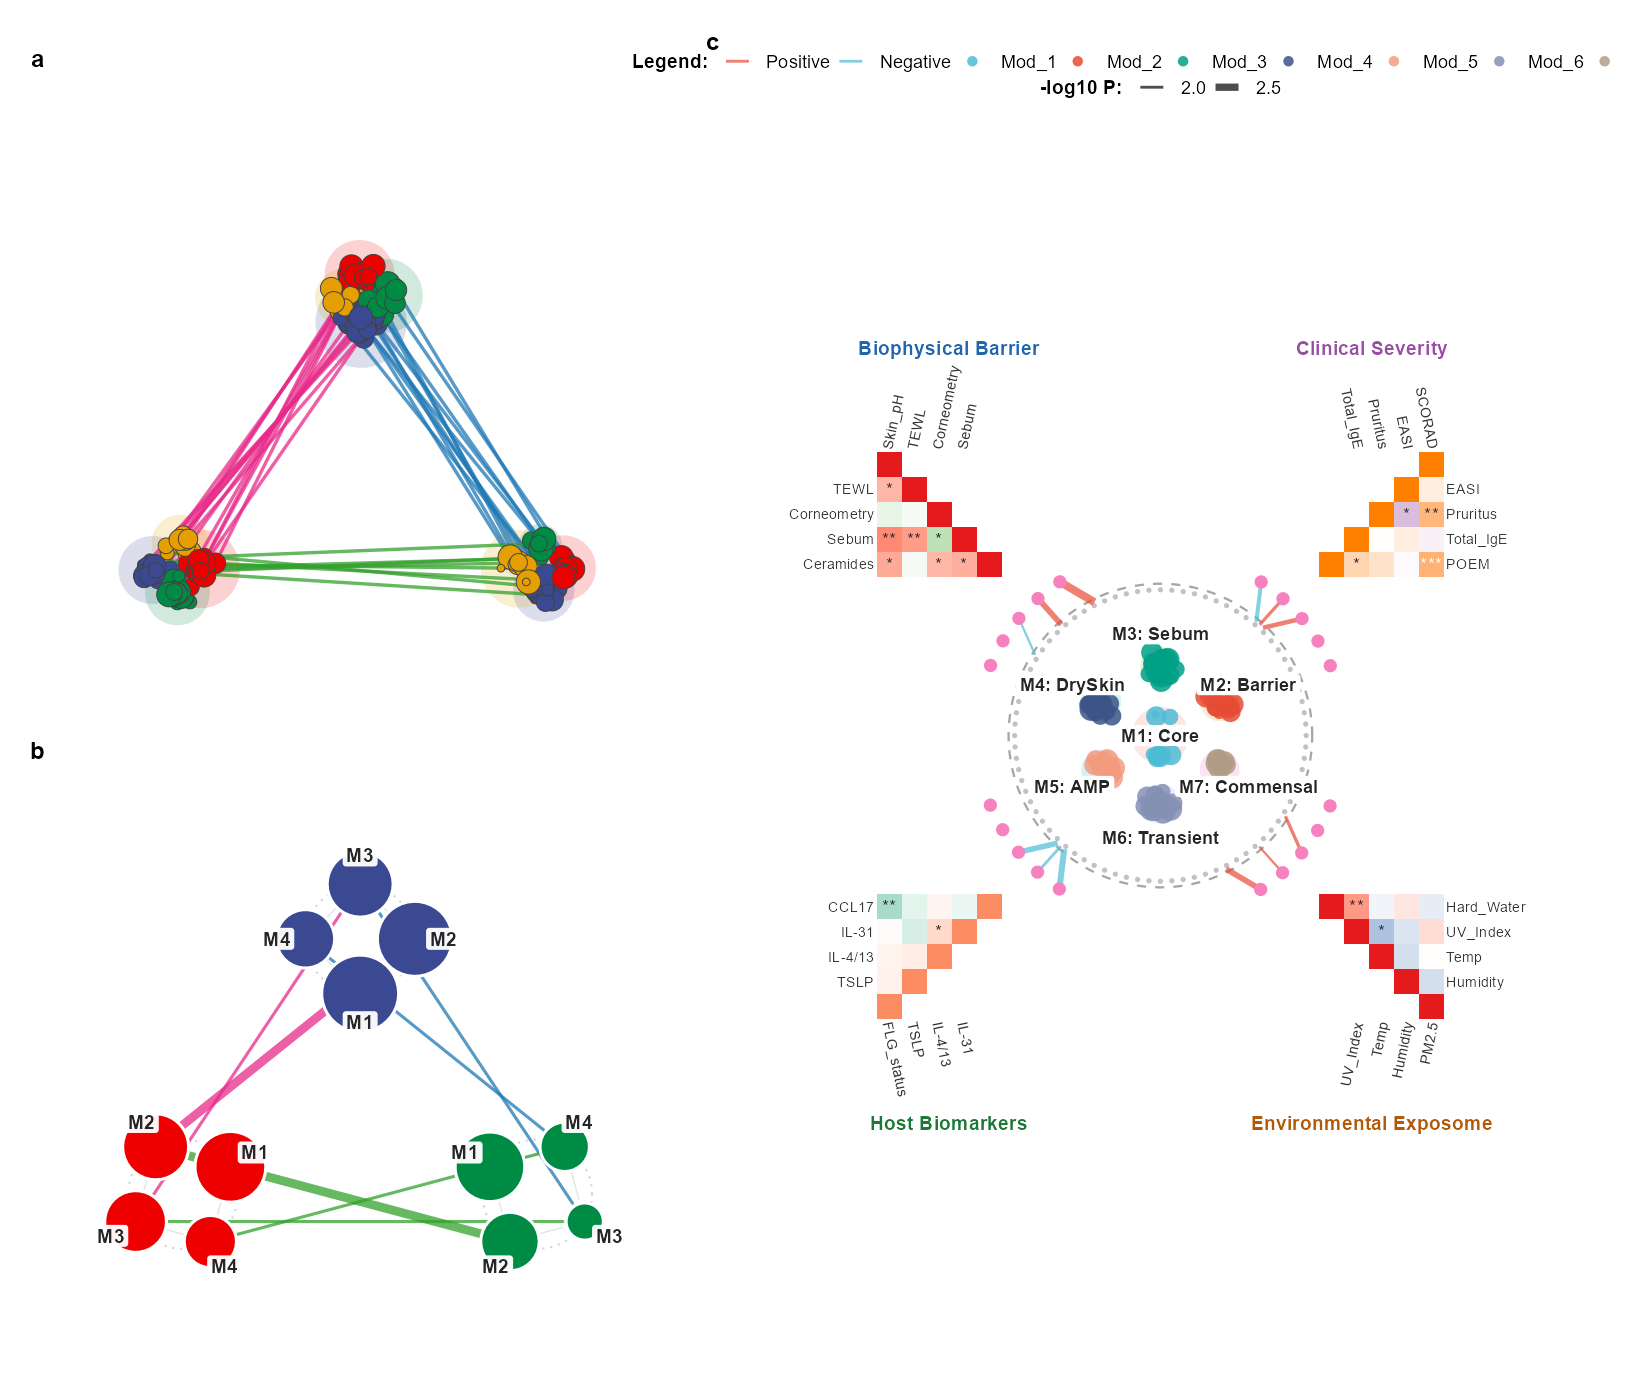 a
c
Legend: Positive Negative Mod_1 Mod_2 Mod_3 Mod_4 Mod_5 Mod_6
-log10 P: 2.0 2.5
Biophysical Barrier
Skin_pH TEWL Corneometry Sebum
TEWL *
Corneometry
Sebum ** ** *
Ceramides * * *
Clinical Severity
Total_IgE Pruritus EASI SCORAD
EASI
* ** Pruritus
Total_IgE
* *** POEM
M3: Sebum
M4: DrySkin M2: Barrier
M1: Core
M5: AMP M7: Commensal
M6: Transient
b
M3
M4 M2
M1
M2 M1 M3 M4
M1 M4 M2 M3
CCL17 **
IL-31 *
IL-4/13
TSLP
FLG_status TSLP IL-4/13 IL-31
Host Biomarkers
** Hard_Water
* UV_Index
Temp
Humidity
UV_Index Temp Humidity PM2.5
Environmental Exposome